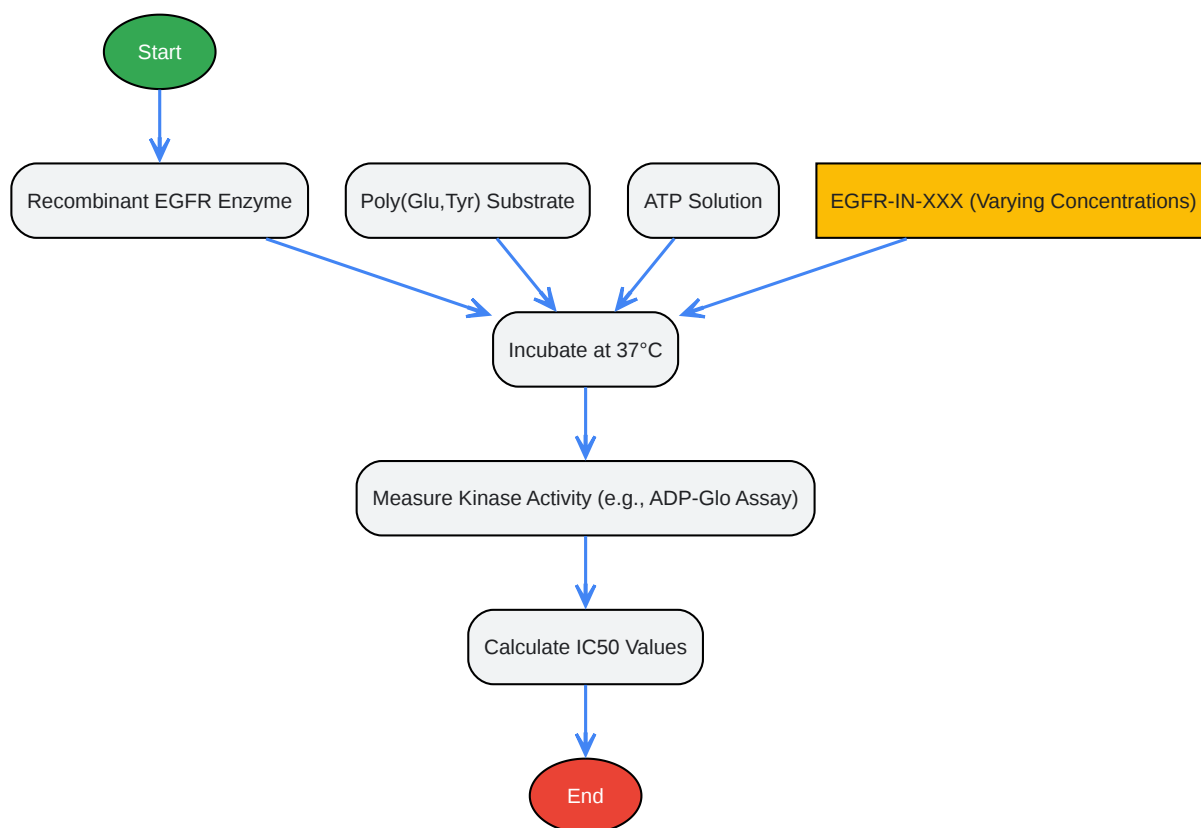 Start
Recombinant EGFR Enzyme
Poly(Glu,Tyr) Substrate
ATP Solution
EGFR-IN-XXX (Varying Concentrations)
Incubate at 37°C
Measure Kinase Activity (e.g., ADP-Glo Assay)
Calculate IC50 Values
End